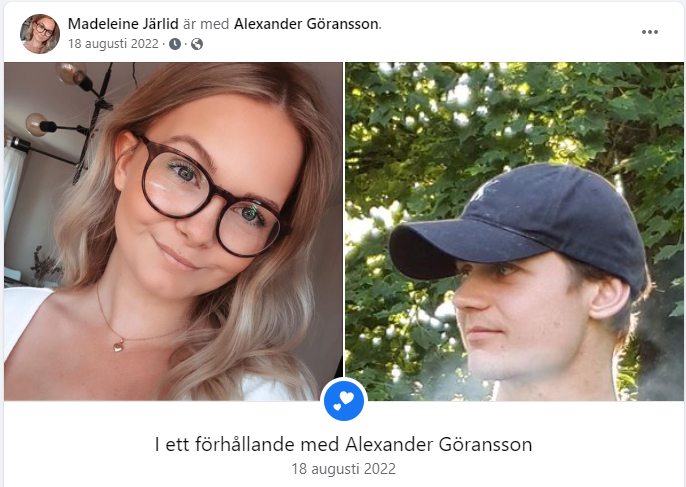 Madeleine Järlid är med Alexander Göransson.
18 augusti 2022 · ·
I ett förhållande med Alexander Göransson
18 augusti 2022